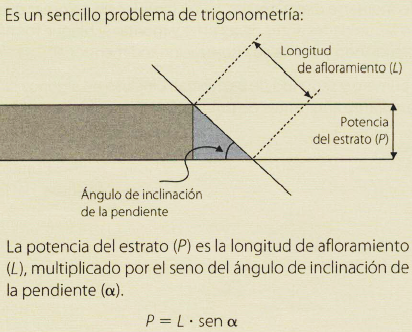 Es un sencillo problema de trigonometría:
Longitud
de afloramiento (L)
Potencia
del estrato (P)
Ángulo de inclinación
de la pendiente
La potencia del estrato (P) es la longitud de afloramiento
(L), multiplicado por el seno del ángulo de inclinación de
la pendiente (α).
P = L · sen α